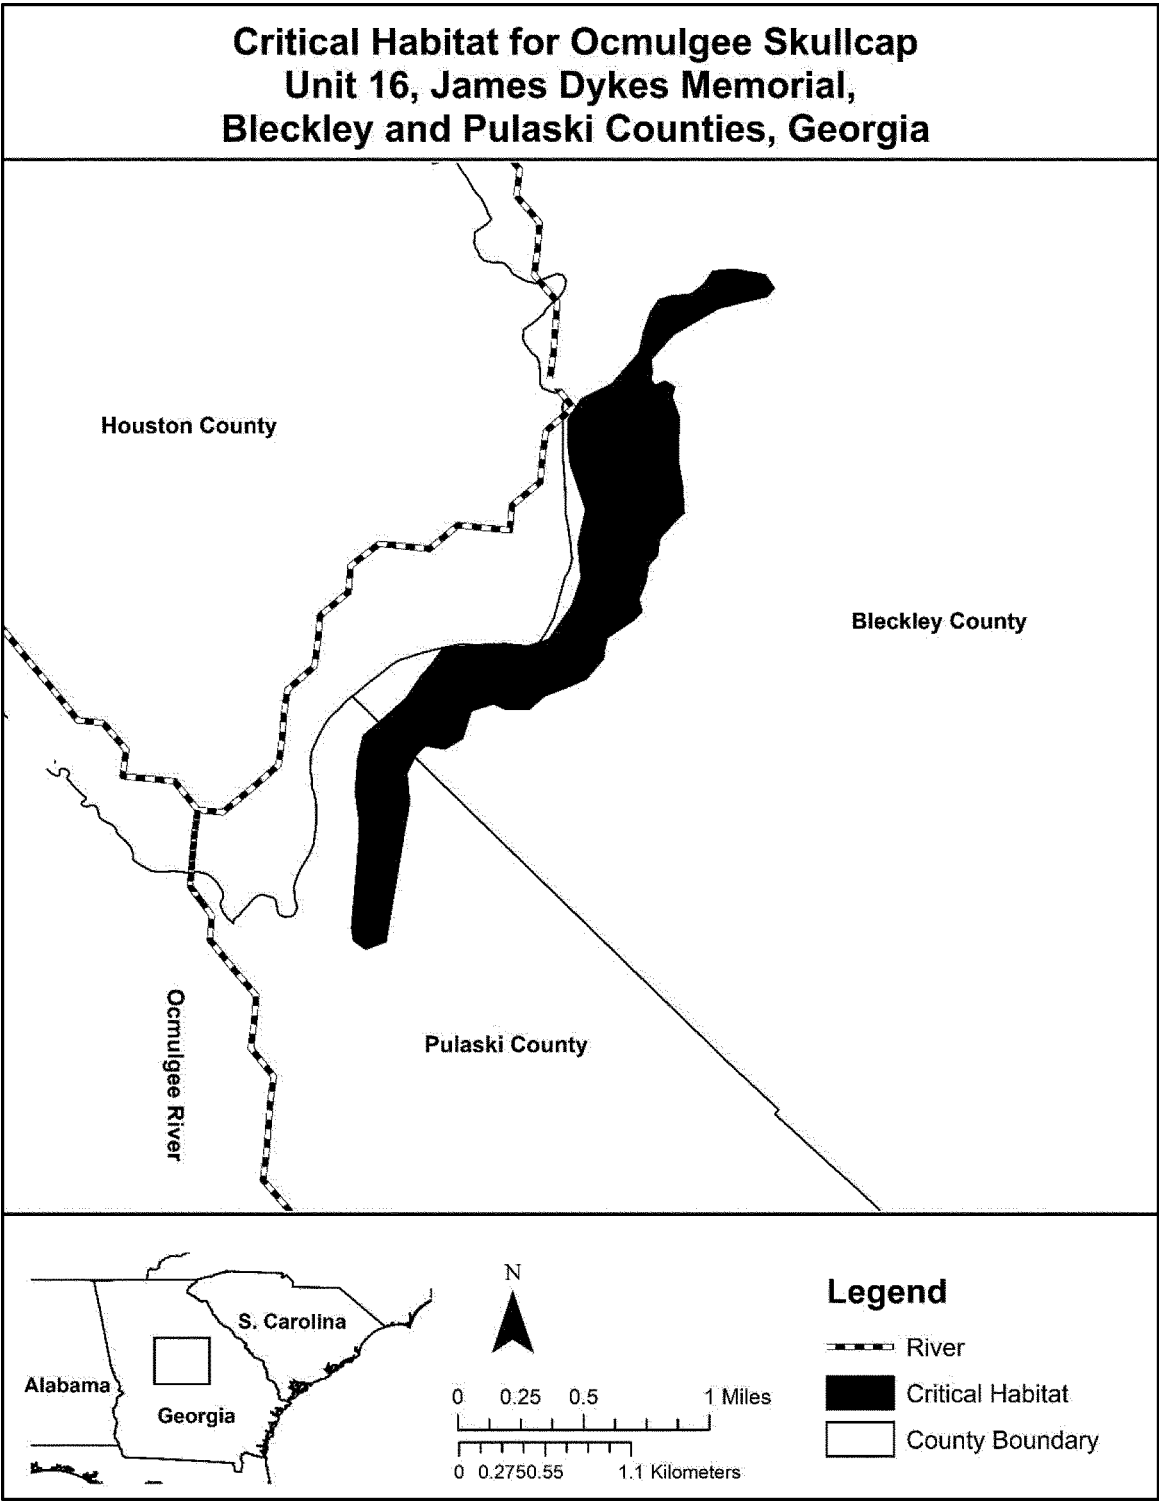 Critical Habitat for Ocmulgee Skullcap
Unit 16, James Dykes Memorial,
Bleckley and Pulaski Counties, Georgia
Houston County
Bleckley County
Ocmulgee River
Pulaski County
N
S. Carolina
Alabama
Georgia
0 0.25 0.5 1 Miles
0 0.2750.55 1.1 Kilometers
Legend
River
Critical Habitat
County Boundary